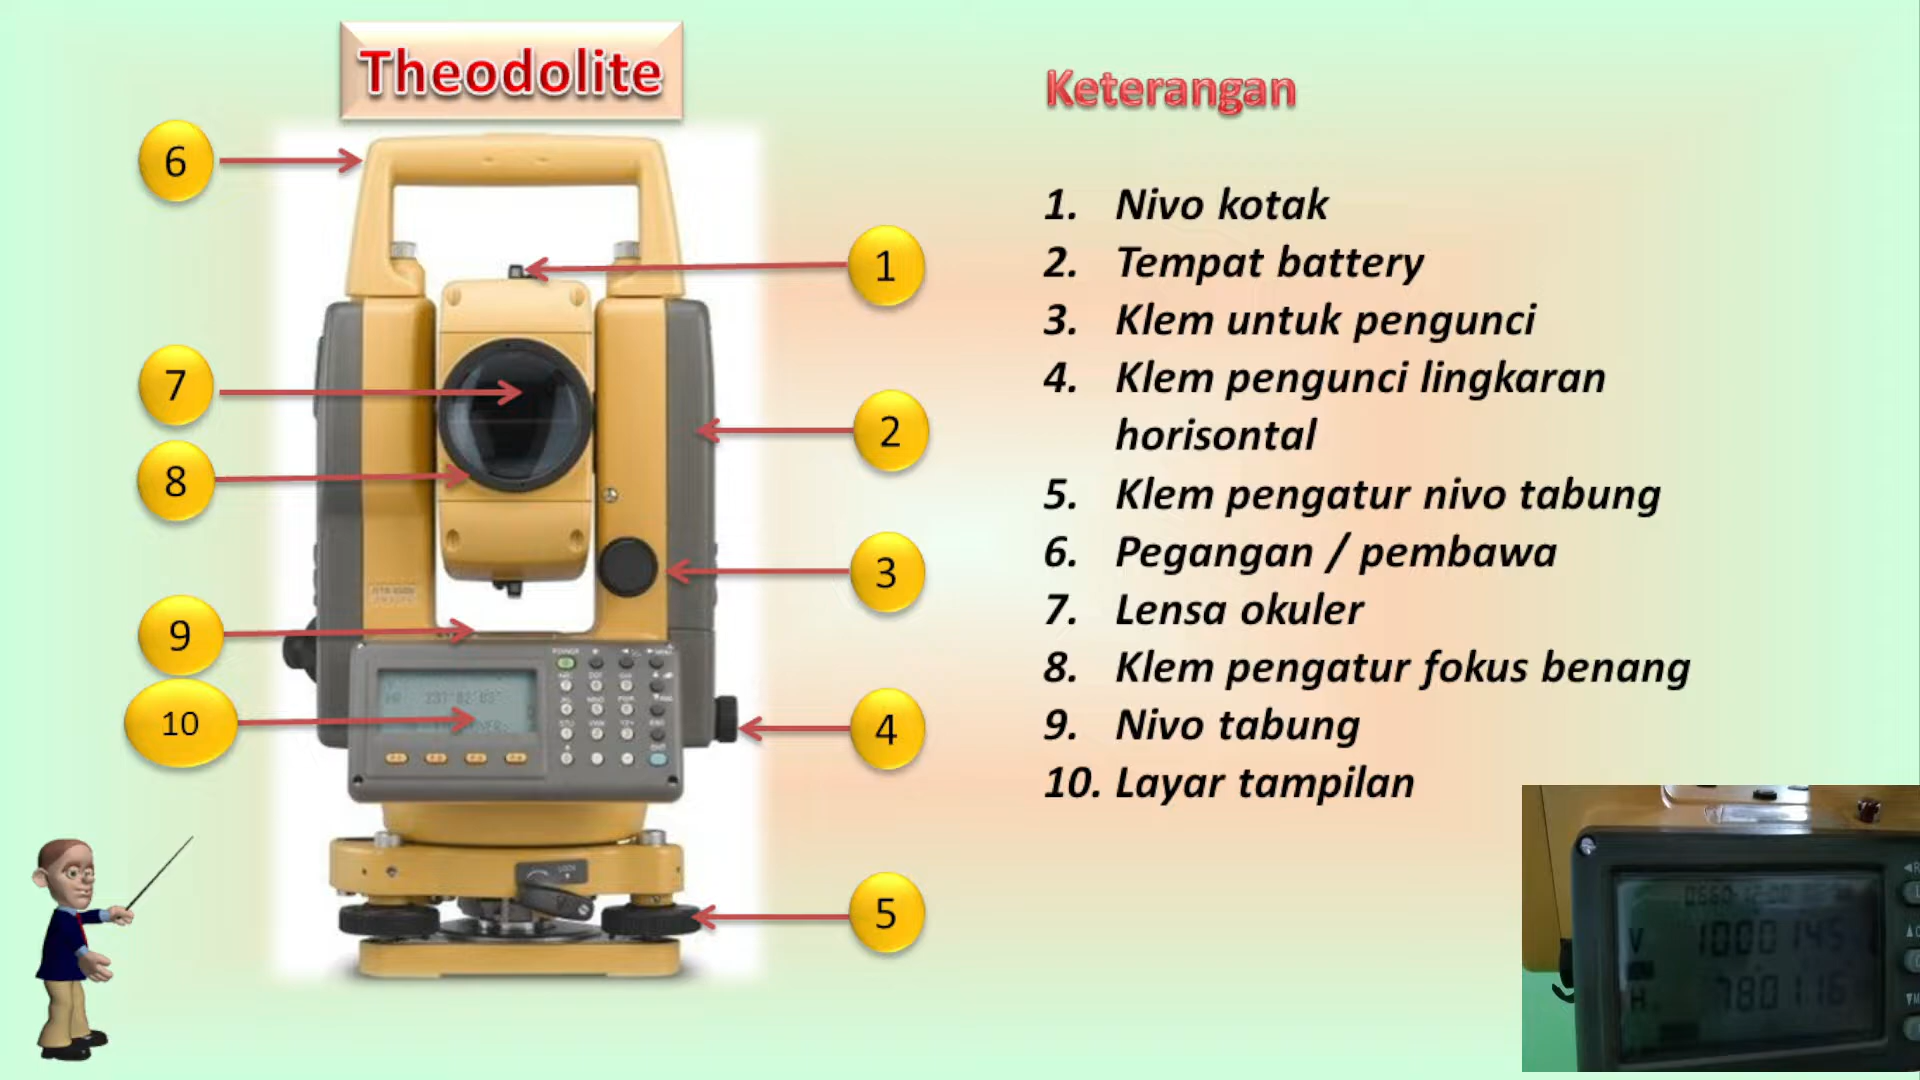 Theodolite
Keterangan
1. Nivo kotak
2. Tempat battery
3. Klem untuk pengunci
4. Klem pengunci lingkaran
horisontal
5. Klem pengatur nivo tabung
6. Pegangan / pembawa
7. Lensa okuler
8. Klem pengatur fokus benang
9. Nivo tabung
10. Layar tampilan
6
1
7
2
8
3
9
10
4
5
POWER
LOCK
V
H